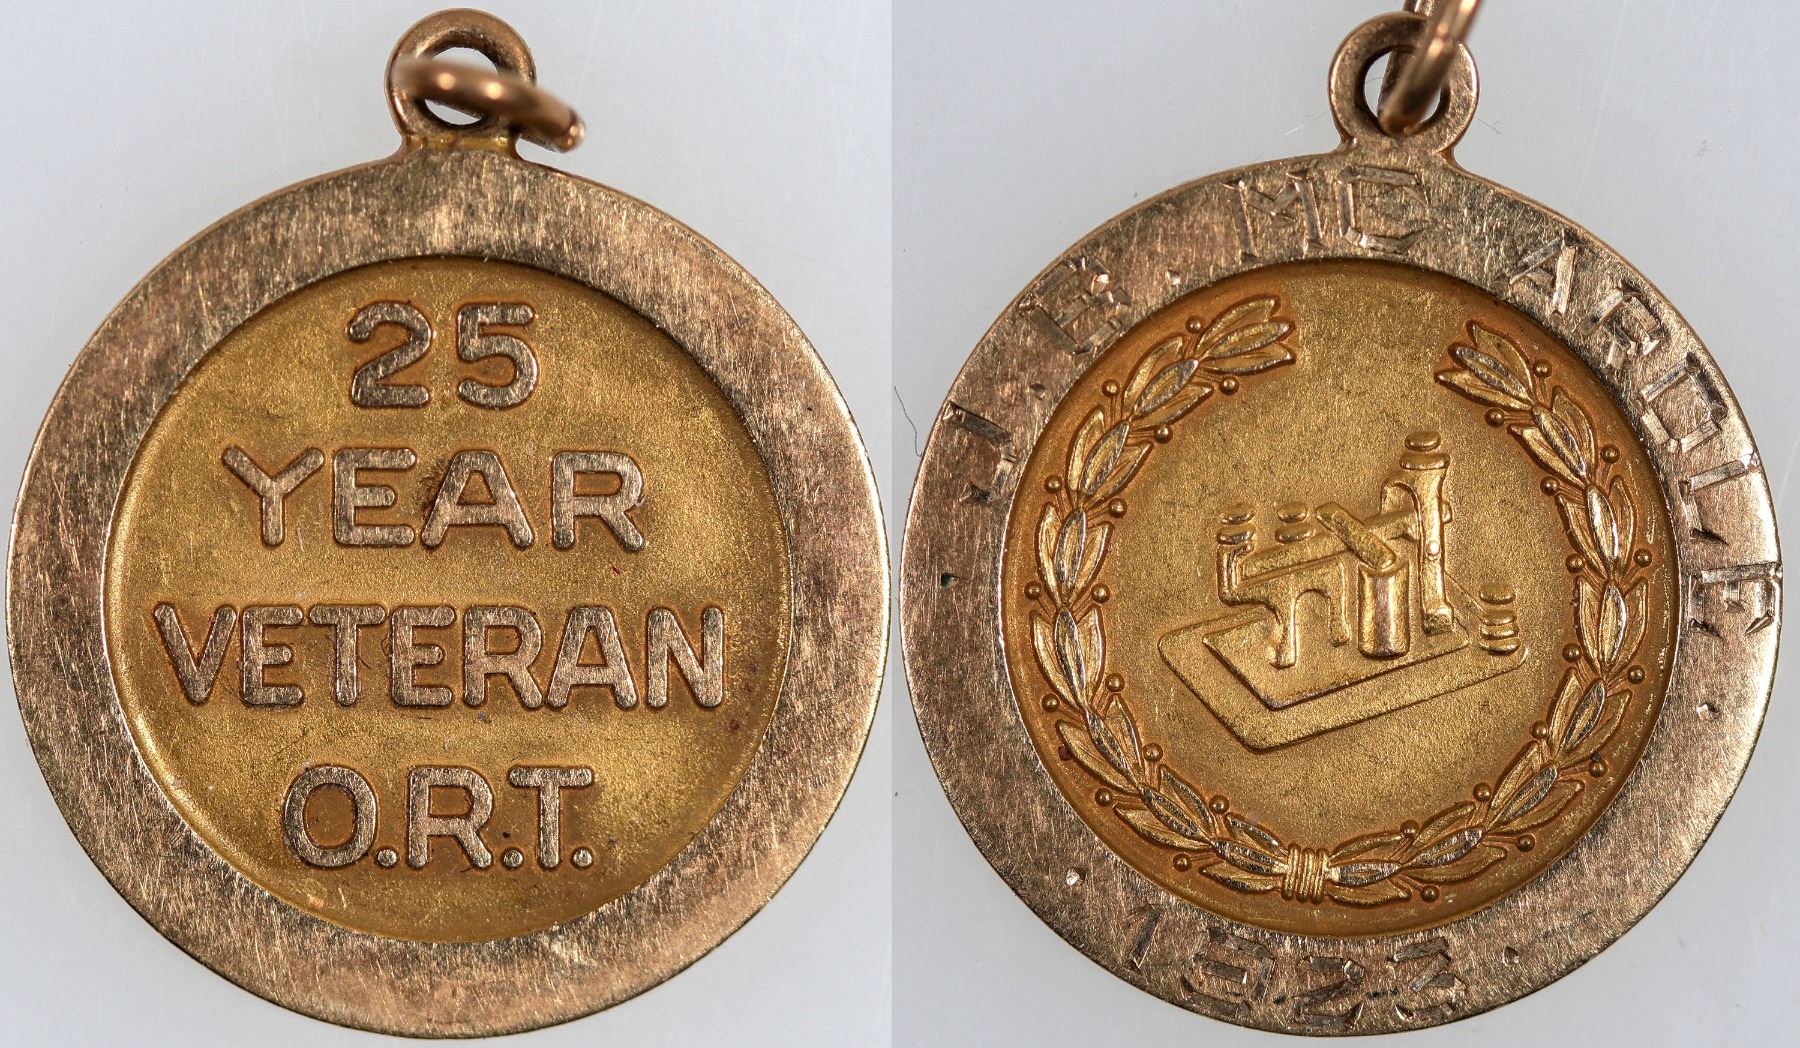 25
YEAR
VETERAN
O.R.T.
J. B. MC ARDLE.
.1923.